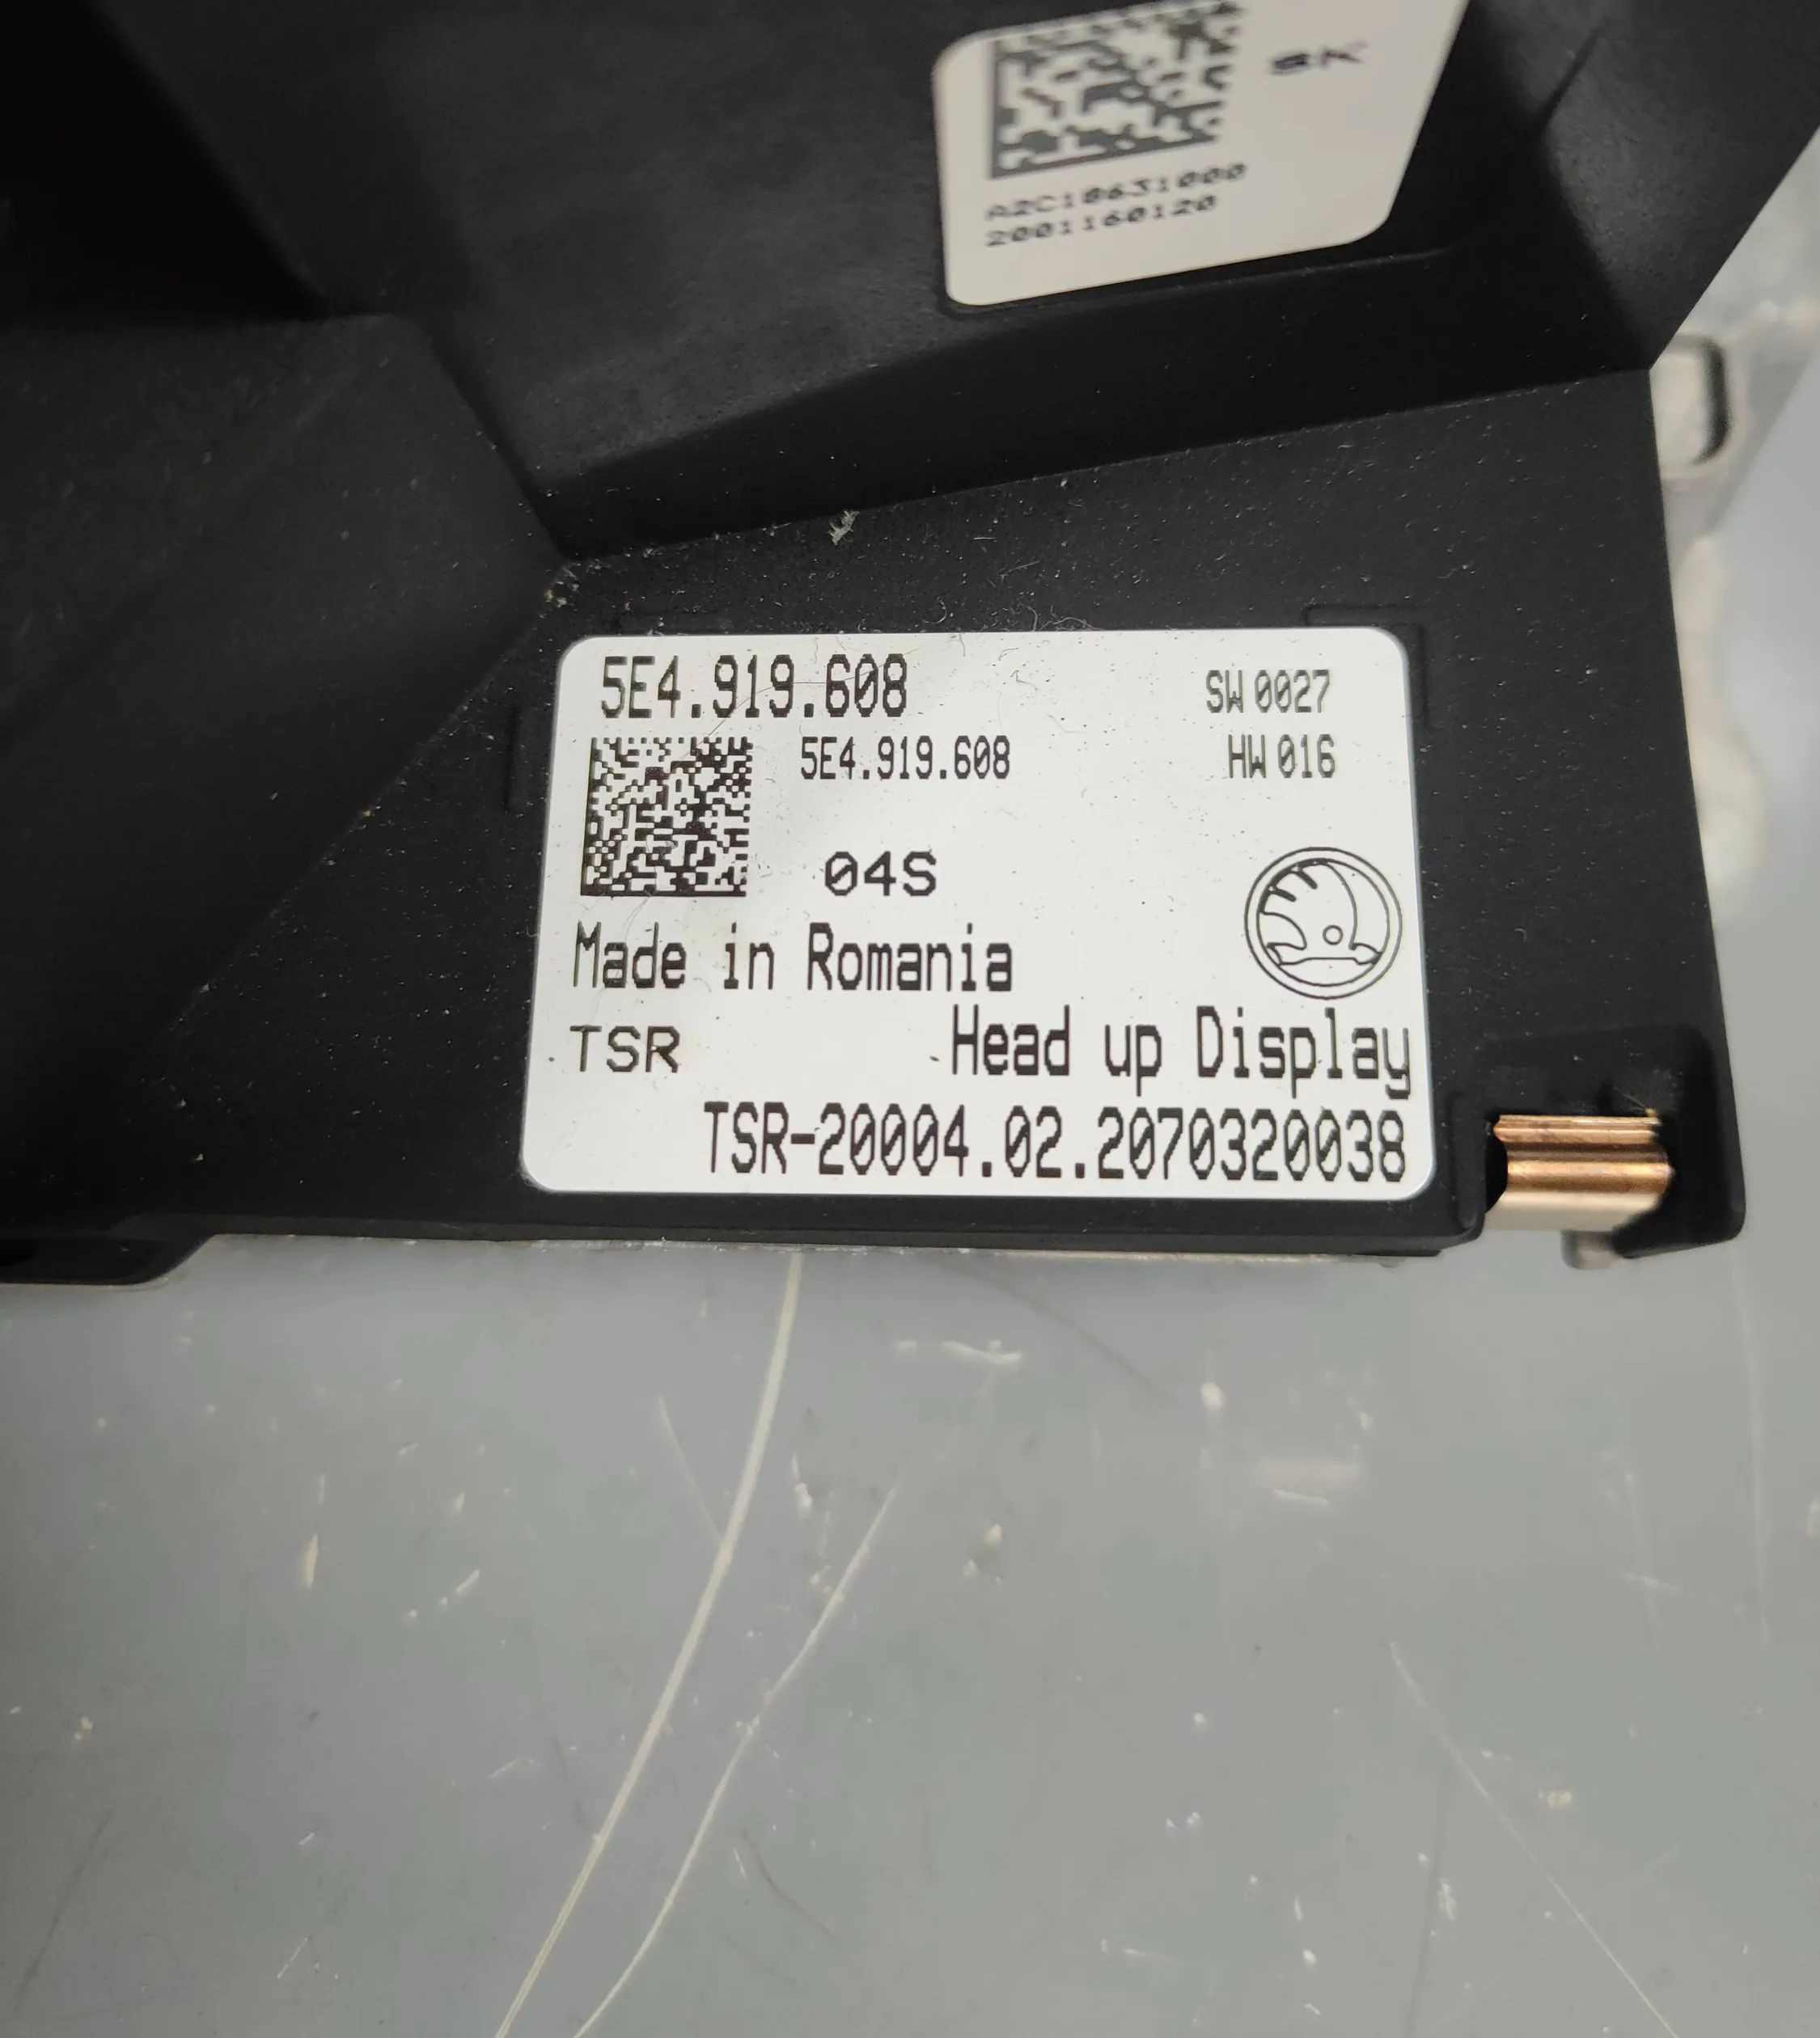 SK
A2C18631000
2001160120
5E4.919.608
SW 0027
5E4.919.608
HW 016
04S
Made in Romania
TSR
Head up Display
TSR-20004.02.2070320038